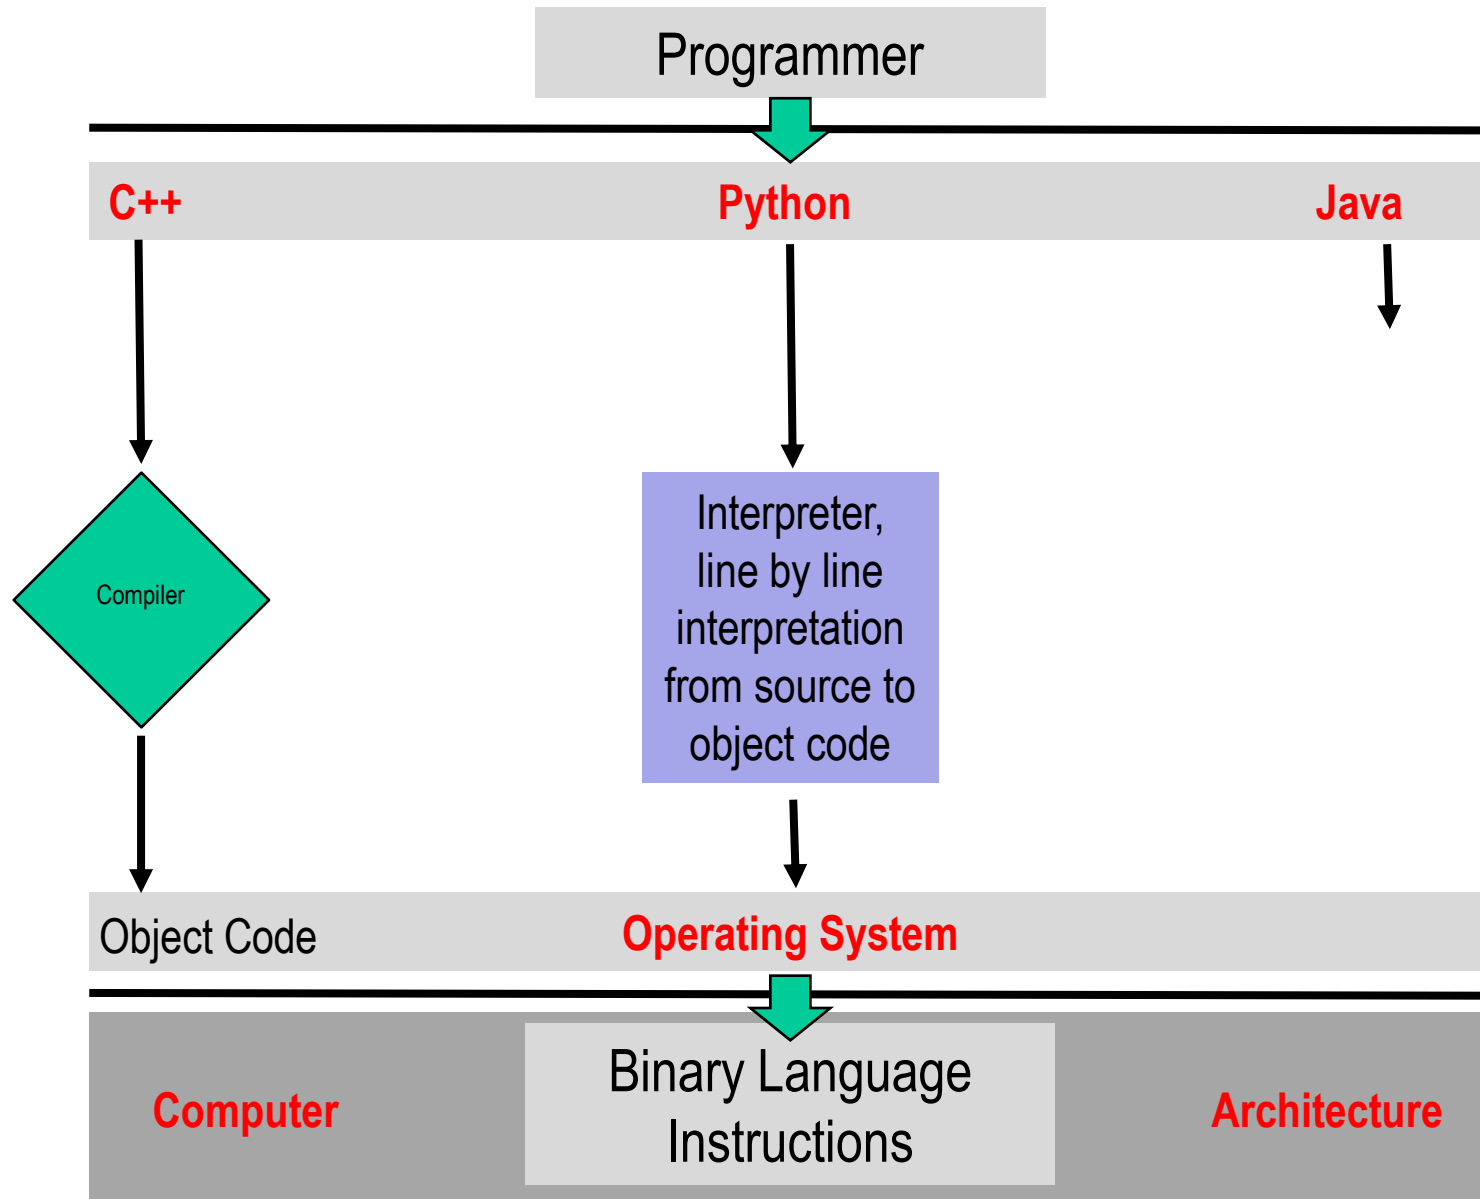 Programmer
C++ Python Java
Compiler
Interpreter,
line by line
interpretation
from source to
object code
Object Code Operating System
Binary Language
Instructions
Computer
Architecture